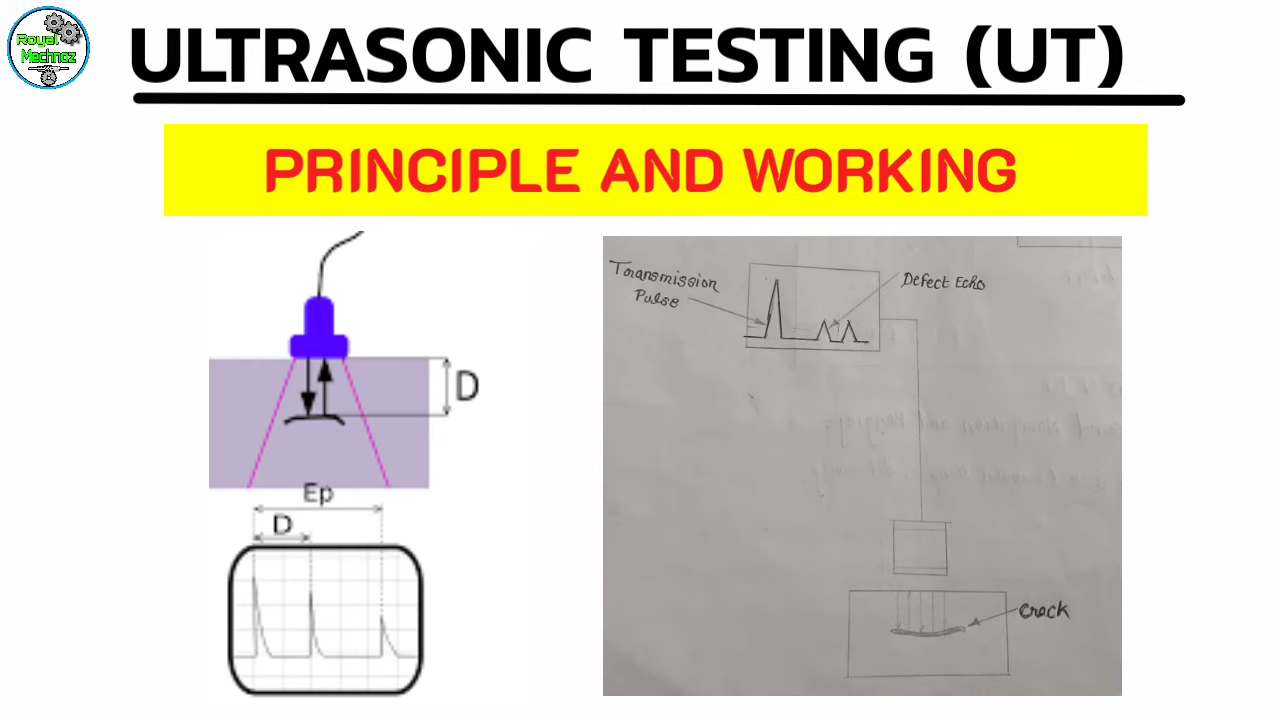 Royal
Mechnoz
ULTRASONIC TESTING (UT)
PRINCIPLE AND WORKING
D
Ep
D
Transmission
Pulse
Defect Echo
Crack